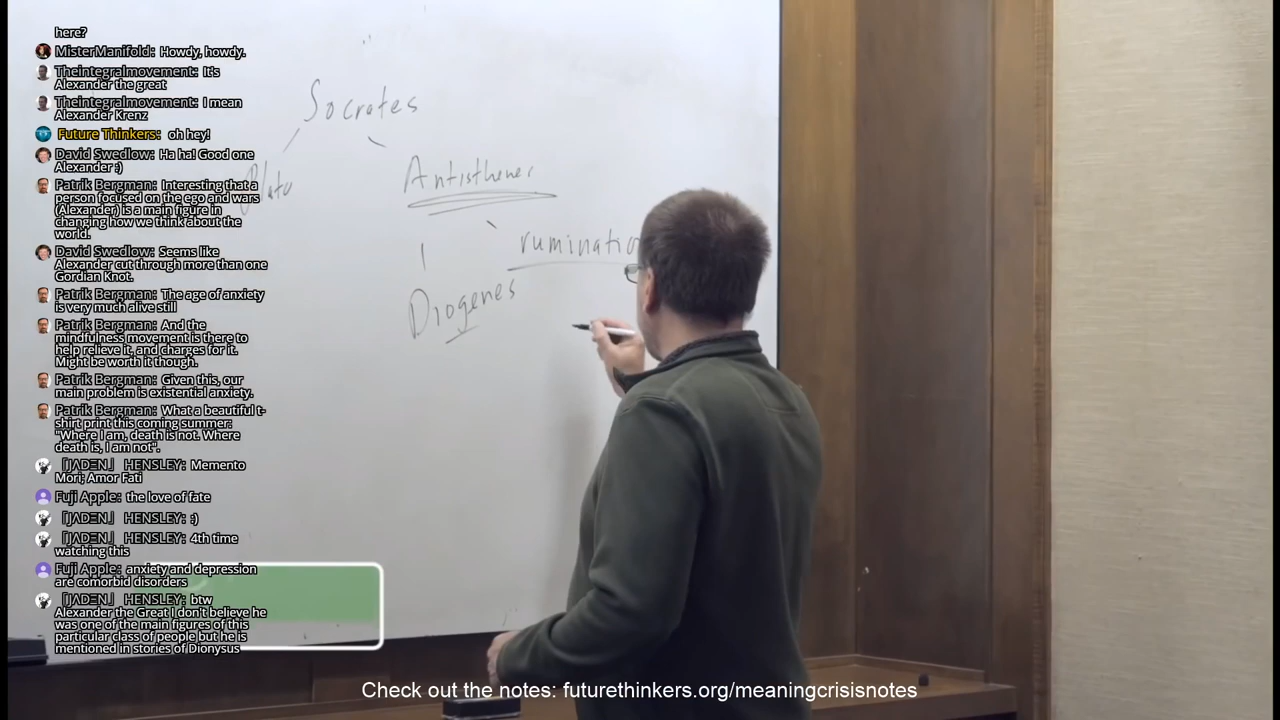 here?
MisterManifold: Howdy, howdy.
Theintegralmovement: It's
Alexander the great
Theintegralmovement: I mean
Alexander Krenz
Future Thinkers: oh hey!
David Swedlow: Ha ha! Good one
Alexander :)
Patrik Bergman: Interesting that a
person focused on the ego and wars
(Alexander) is a main figure in
changing how we think about the
world.
David Swedlow: Seems like
Alexander cut through more than one
Gordian Knot.
Patrik Bergman: The age of anxiety
is very much alive still
Patrik Bergman: And the
mindfulness movement is there to
help relieve it, and charges for it.
Might be worth it though.
Patrik Bergman: Given this, our
main problem is existential anxiety.
Patrik Bergman: What a beautiful t-
shirt print this coming summer:
"Where I am, death is not. Where
death is, I am not".
「JΛDΞN」 HENSLEY: Memento
Mori; Amor Fati
Fuji Apple: the love of fate
「JΛDΞN」 HENSLEY: :)
「JΛDΞN」 HENSLEY: 4th time
watching this
Fuji Apple: anxiety and depression
are comorbid disorders
「JΛDΞN」 HENSLEY: btw
Alexander the Great I don't believe he
was one of the main figures of this
particular class of people but he is
mentioned in stories of Dionysus
Socrates
Plato
Antisthenes
ruminatio
Diogenes
Check out the notes: futurethinkers.org/meaningcrisisnotes